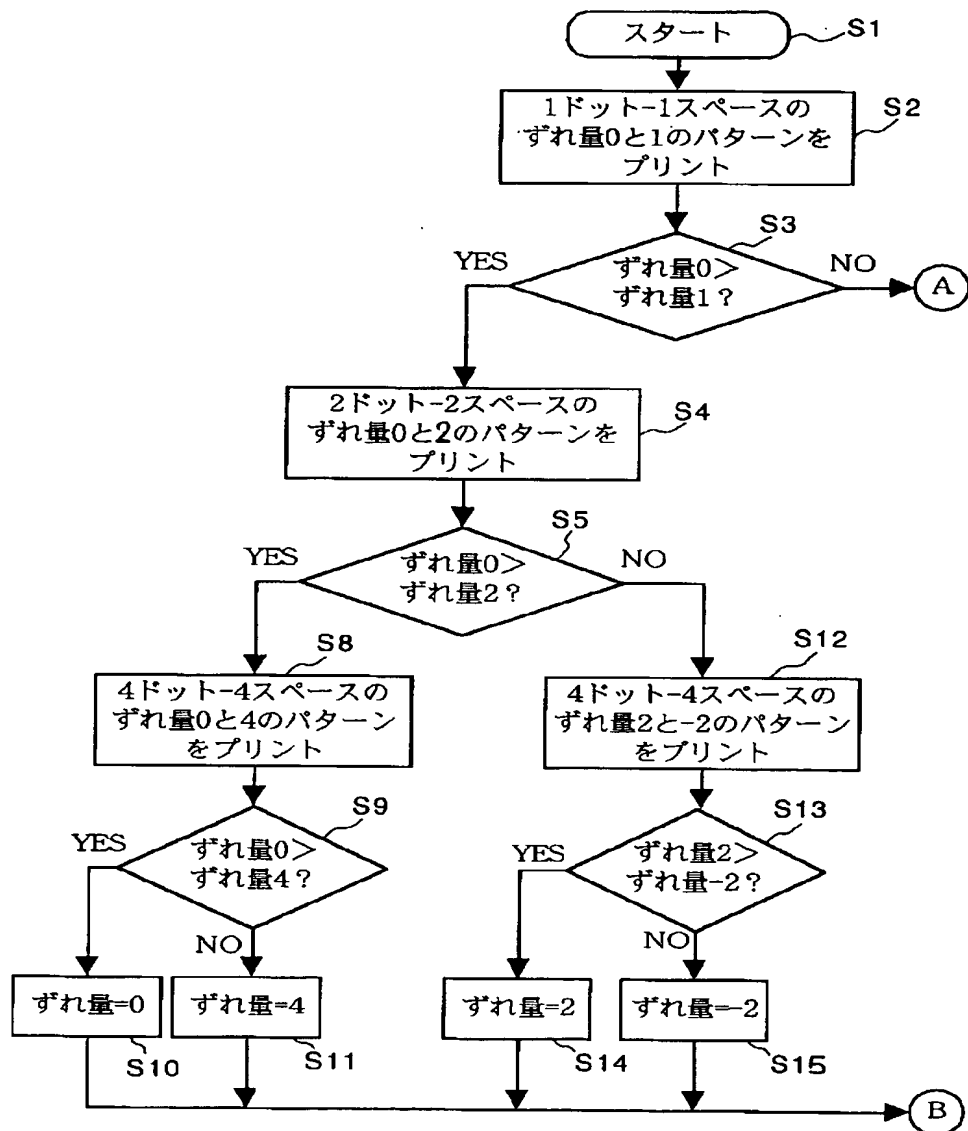 スタート
S1
1ドット-1スペースの
ずれ量0と1のパターンを
プリント
S2
S3
YES
ずれ量0>
ずれ量1?
NO
A
2ドット-2スペースの
ずれ量0と2のパターンを
プリント
S4
S5
YES
ずれ量0>
ずれ量2?
NO
S8
4ドット-4スペースの
ずれ量0と4のパターン
をプリント
S12
4ドット-4スペースの
ずれ量2と-2のパターン
をプリント
S9
YES
ずれ量0>
ずれ量4?
NO
S13
YES
ずれ量2>
ずれ量-2?
NO
ずれ量=0
S10
ずれ量=4
S11
ずれ量=2
S14
ずれ量=-2
S15
B